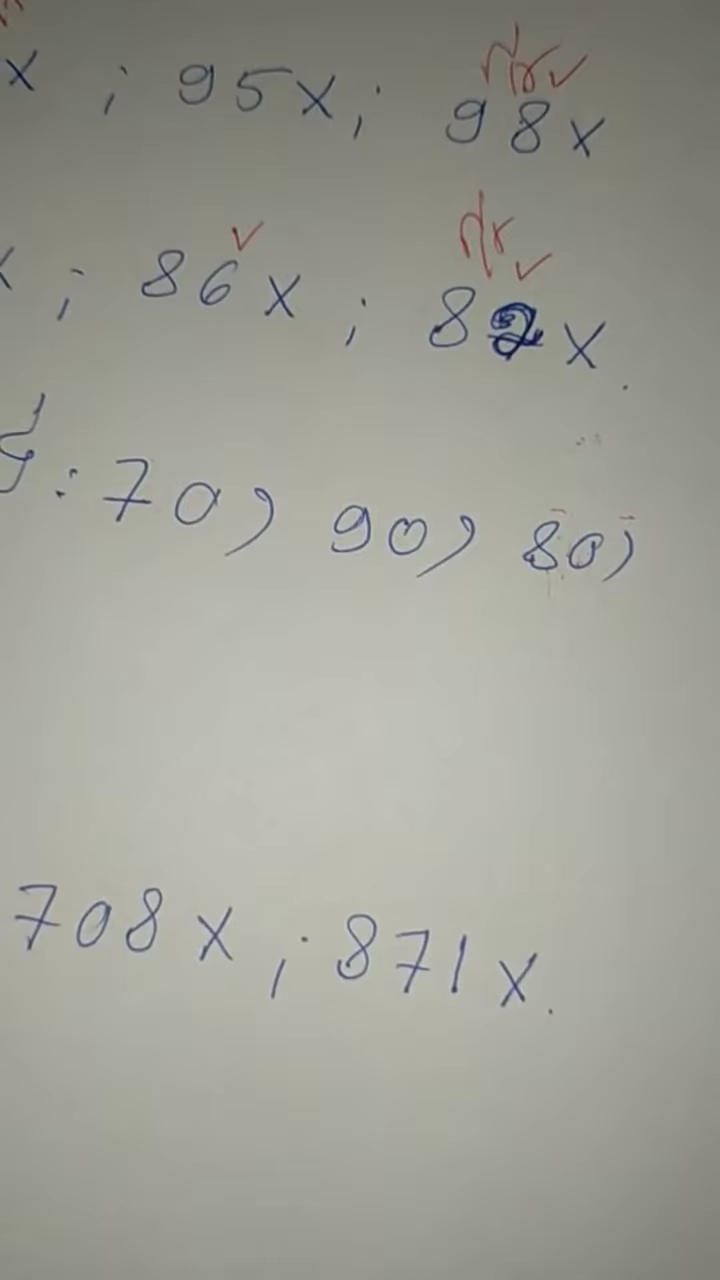 x ; 95x ; 98x
; 86x ; 82x.
: 70) 90) 80)
708x ; 871x.